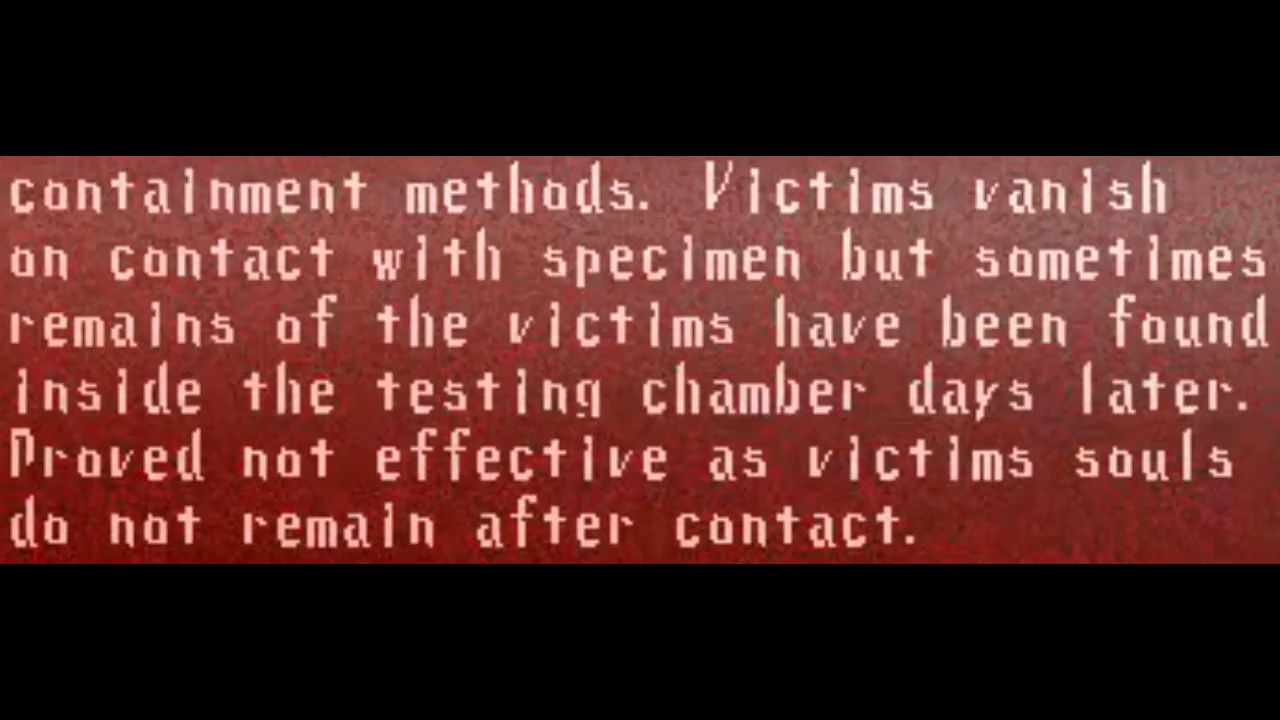 containment methods. Victims vanish
on contact with specimen but sometimes
remains of the victims have been found
inside the testing chamber days later.
Proved not effective as victims souls
do not remain after contact.